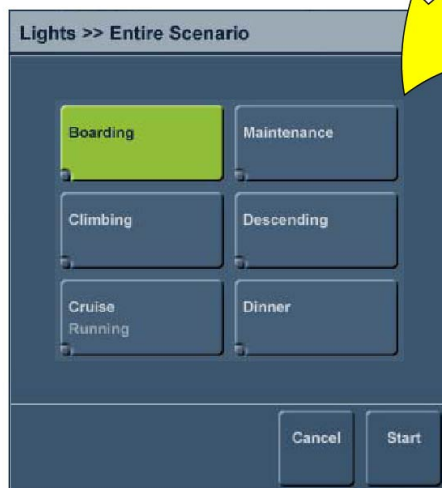 Lights >> Entire Scenario
Boarding
Maintenance
Climbing
Descending
Cruise
Running
Dinner
Cancel
Start